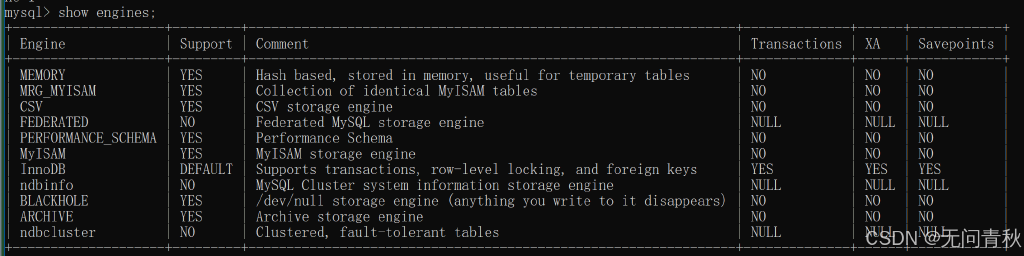 mysql> show engines;
Engine | Support | Comment | Transactions | XA | Savepoints
MEMORY | YES | Hash based, stored in memory, useful for temporary tables | NO | NO | NO
MRG_MYISAM | YES | Collection of identical MyISAM tables | NO | NO | NO
CSV | YES | CSV storage engine | NO | NO | NO
FEDERATED | NO | Federated MySQL storage engine | NULL | NULL | NULL
PERFORMANCE_SCHEMA | YES | Performance Schema | NO | NO | NO
MyISAM | YES | MyISAM storage engine | NO | NO | NO
InnoDB | DEFAULT | Supports transactions, row-level locking, and foreign keys | YES | YES | YES
ndbinfo | NO | MySQL Cluster system information storage engine | NULL | NULL | NULL
BLACKHOLE | YES | /dev/null storage engine (anything you write to it disappears) | NO | NO | NO
ARCHIVE | YES | Archive storage engine | NO | NO | NO
ndbcluster | NO | Clustered, fault-tolerant tables | NULL | NULL | NULL
CSDN @无问青秋